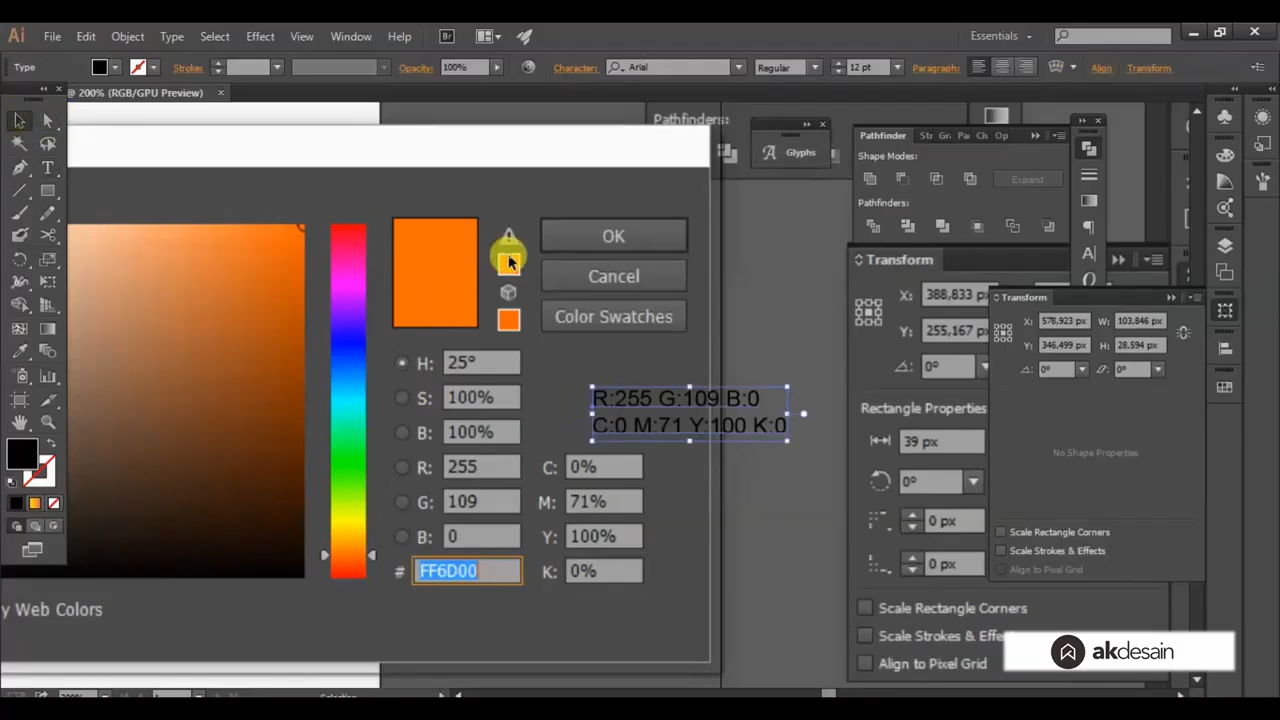 Ai File Edit Object Type Select Effect View Window Help Br Essentials
Type Stroke: Opacity: 100% Character: Arial Regular 12 pt Paragraph: Align Transform
@ 200% (RGB/GPU Preview) ×
Pathfinders:
Glyphs
Pathfinder Str Gr Pa Ch Op
Shape Modes:
Expand
Pathfinders:
OK
Cancel
Color Swatches
H: 25°
S: 100%
B: 100%
R: 255 C: 0%
G: 109 M: 71%
B: 0 Y: 100%
# FF6D00 K: 0%
y Web Colors
R:255 G:109 B:0
C:0 M:71 Y:100 K:0
Transform
X: 388,833 px
Y: 255,167 px
0°
Rectangle Properties
39 px
0°
0 px
0 px
Scale Rectangle Corners
Scale Strokes & Effe
Align to Pixel Grid
Transform
X: 578,923 px W: 103,846 px
Y: 346,499 px H: 28,594 px
0° 0°
No Shape Properties
Scale Rectangle Corners
Scale Strokes & Effects
Align to Pixel Grid
akdesain
200% 1 Selection